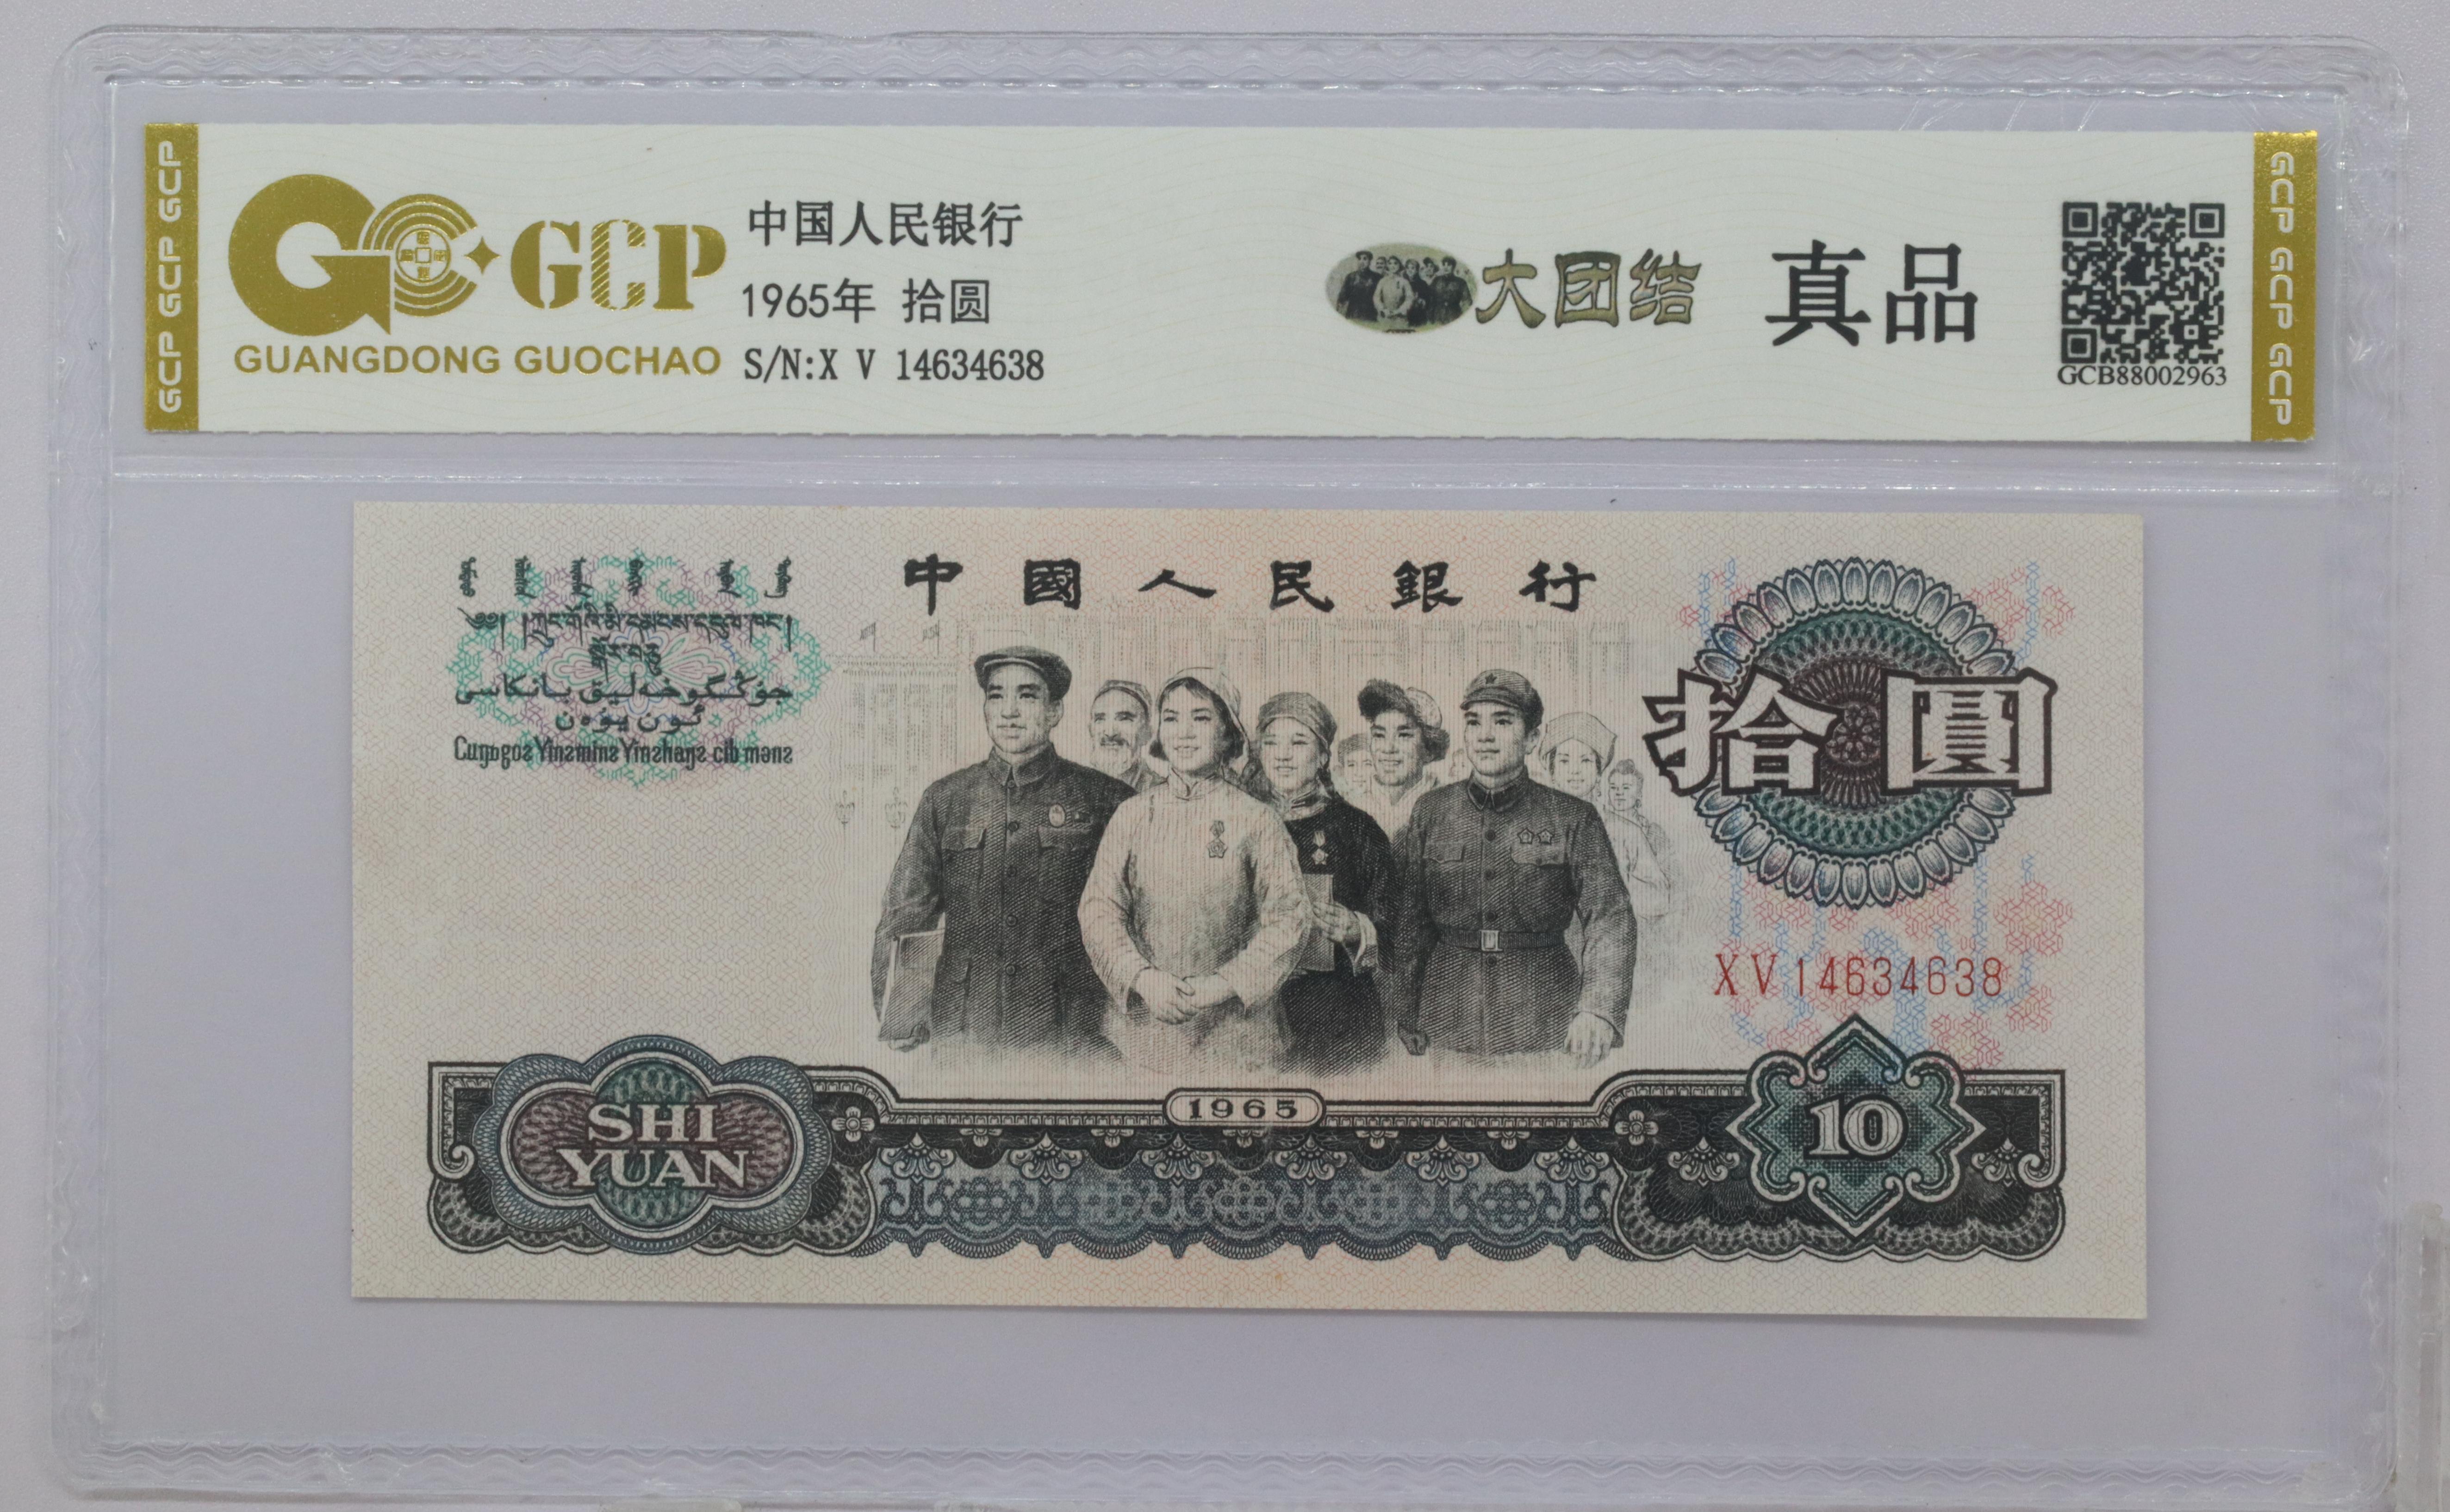 GCP GCP GCP
GCP
GUANGDONG GUOCHAO
中国人民银行
1965年 拾圆
S/N:X V 14634638
大团结
真品
GCB88002963
GCP GCP GCP
中國人民銀行
拾圓
XV14634638
1965
SHI
YUAN
10